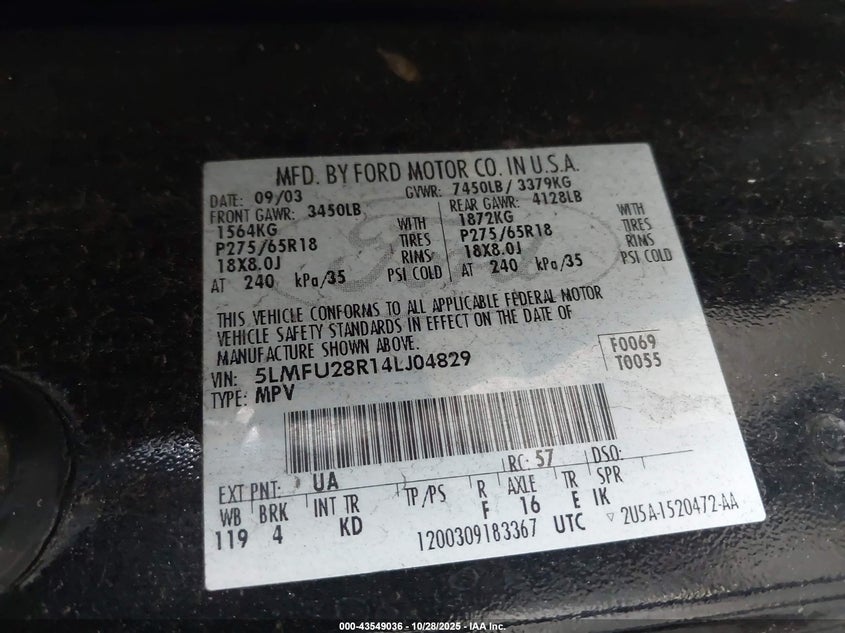 MFD. BY FORD MOTOR CO. IN U.S.A.
DATE: 09/03 GVWR: 7450LB / 3379KG
FRONT GAWR: 3450LB REAR GAWR: 4128LB
1564KG WITH 1872KG WITH
P275/65R18 TIRES P275/65R18 TIRES
18X8.0J RIMS 18X8.0J RIMS
AT 240 kPa/35 PSI COLD AT 240 kPa/35 PSI COLD
THIS VEHICLE CONFORMS TO ALL APPLICABLE FEDERAL MOTOR
VEHICLE SAFETY STANDARDS IN EFFECT ON THE DATE OF
MANUFACTURE SHOWN ABOVE.
VIN: 5LMFU28R14LJ04829 F0069
TYPE: MPV T0055
EXT PNT: UA RC: 57 DSO:
WB BRK INT TR TP/PS R AXLE TR SPR
119 4 KD F 16 E IK
1200309183367 UTC ▽ 2U5A-1520472-AA
000-43549036 - 10/28/2025 - IAA Inc.